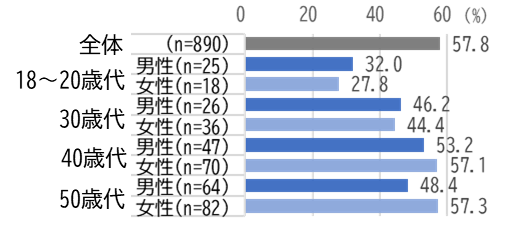 0 20 40 60 (%)
全体 (n=890) 57.8
18～20歳代 男性(n=25) 32.0
女性(n=18) 27.8
30歳代 男性(n=26) 46.2
女性(n=36) 44.4
40歳代 男性(n=47) 53.2
女性(n=70) 57.1
50歳代 男性(n=64) 48.4
女性(n=82) 57.3